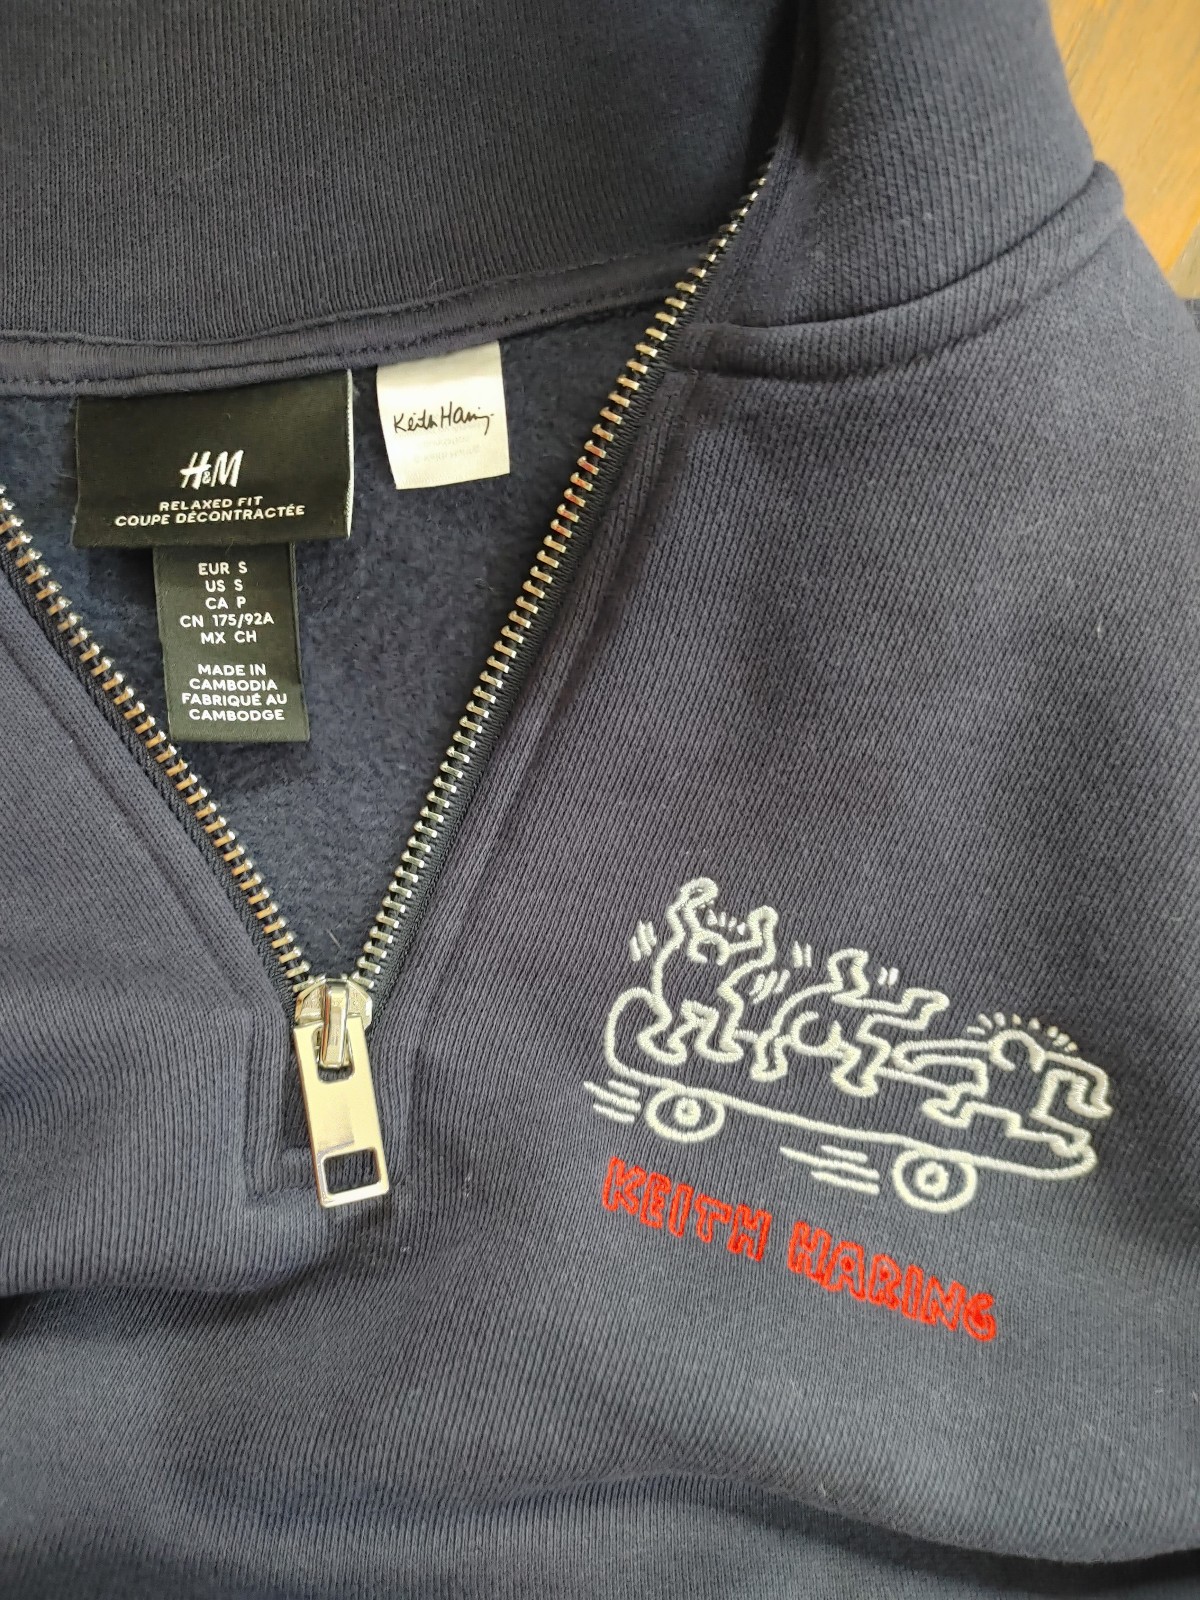 H&M
RELAXED FIT
COUPE DÉCONTRACTÉE
Keith Haring
EUR S
US S
CA P
CN 175/92A
MX CH
MADE IN
CAMBODIA
FABRIQUÉ AU
CAMBODGE
KEITH HARING